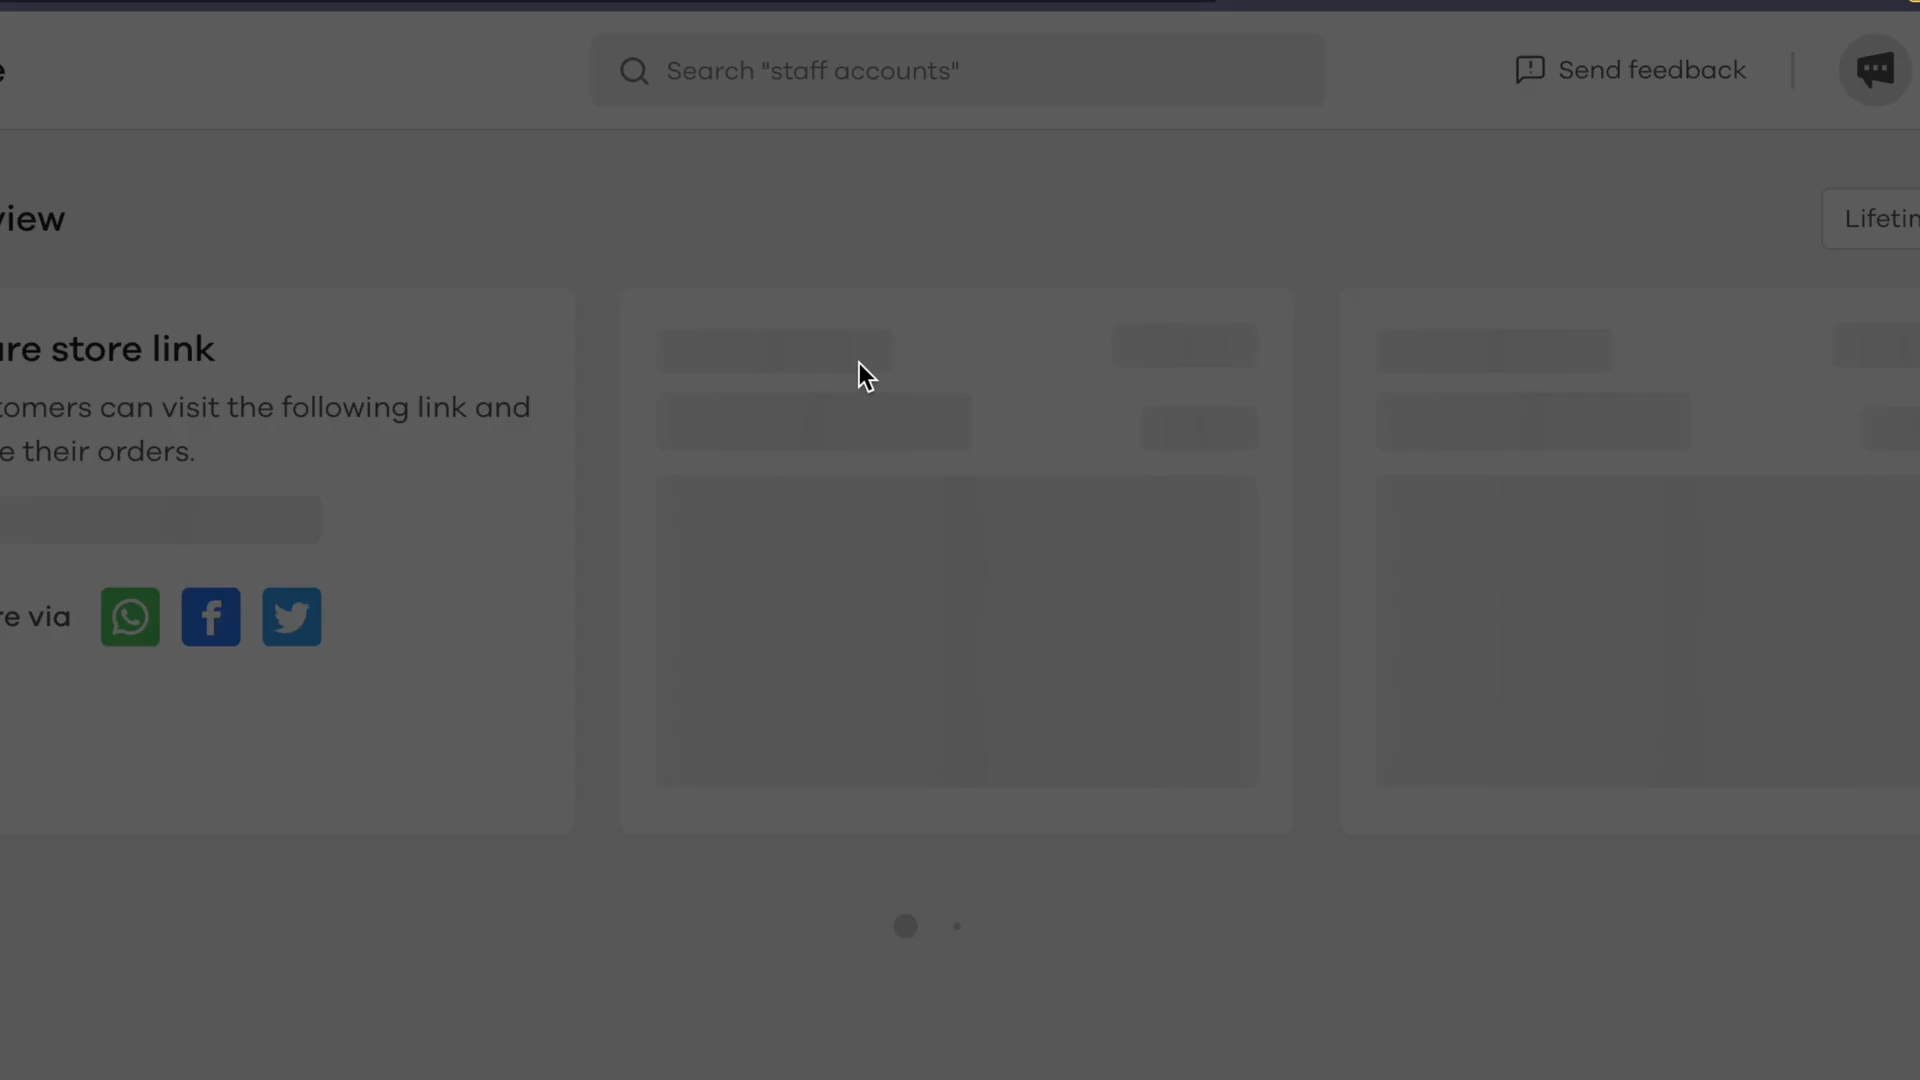 e
Search "staff accounts"
Send feedback
view
Lifetin
are store link
tomers can visit the following link and
e their orders.
re via